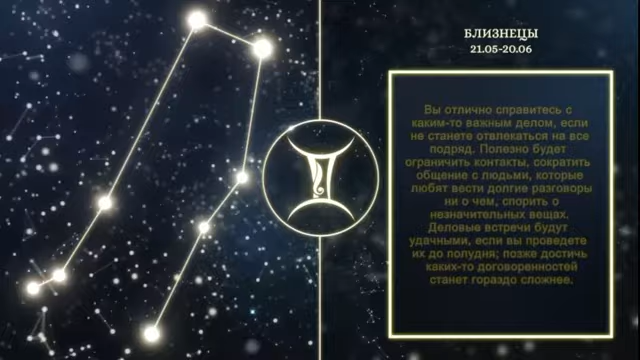 БЛИЗНЕЦЫ
21.05-20.06
Вы отлично справитесь с
каким-то важным делом, если
не станете отвлекаться на все
подряд. Полезно будет
ограничить контакты, сократить
общение с людьми, которые
любят вести долгие разговоры
ни о чем, спорить о
незначительных вещах.
Деловые встречи будут
удачными, если вы проведете
их до полудня; позже достичь
каких-то договоренностей
станет гораздо сложнее.